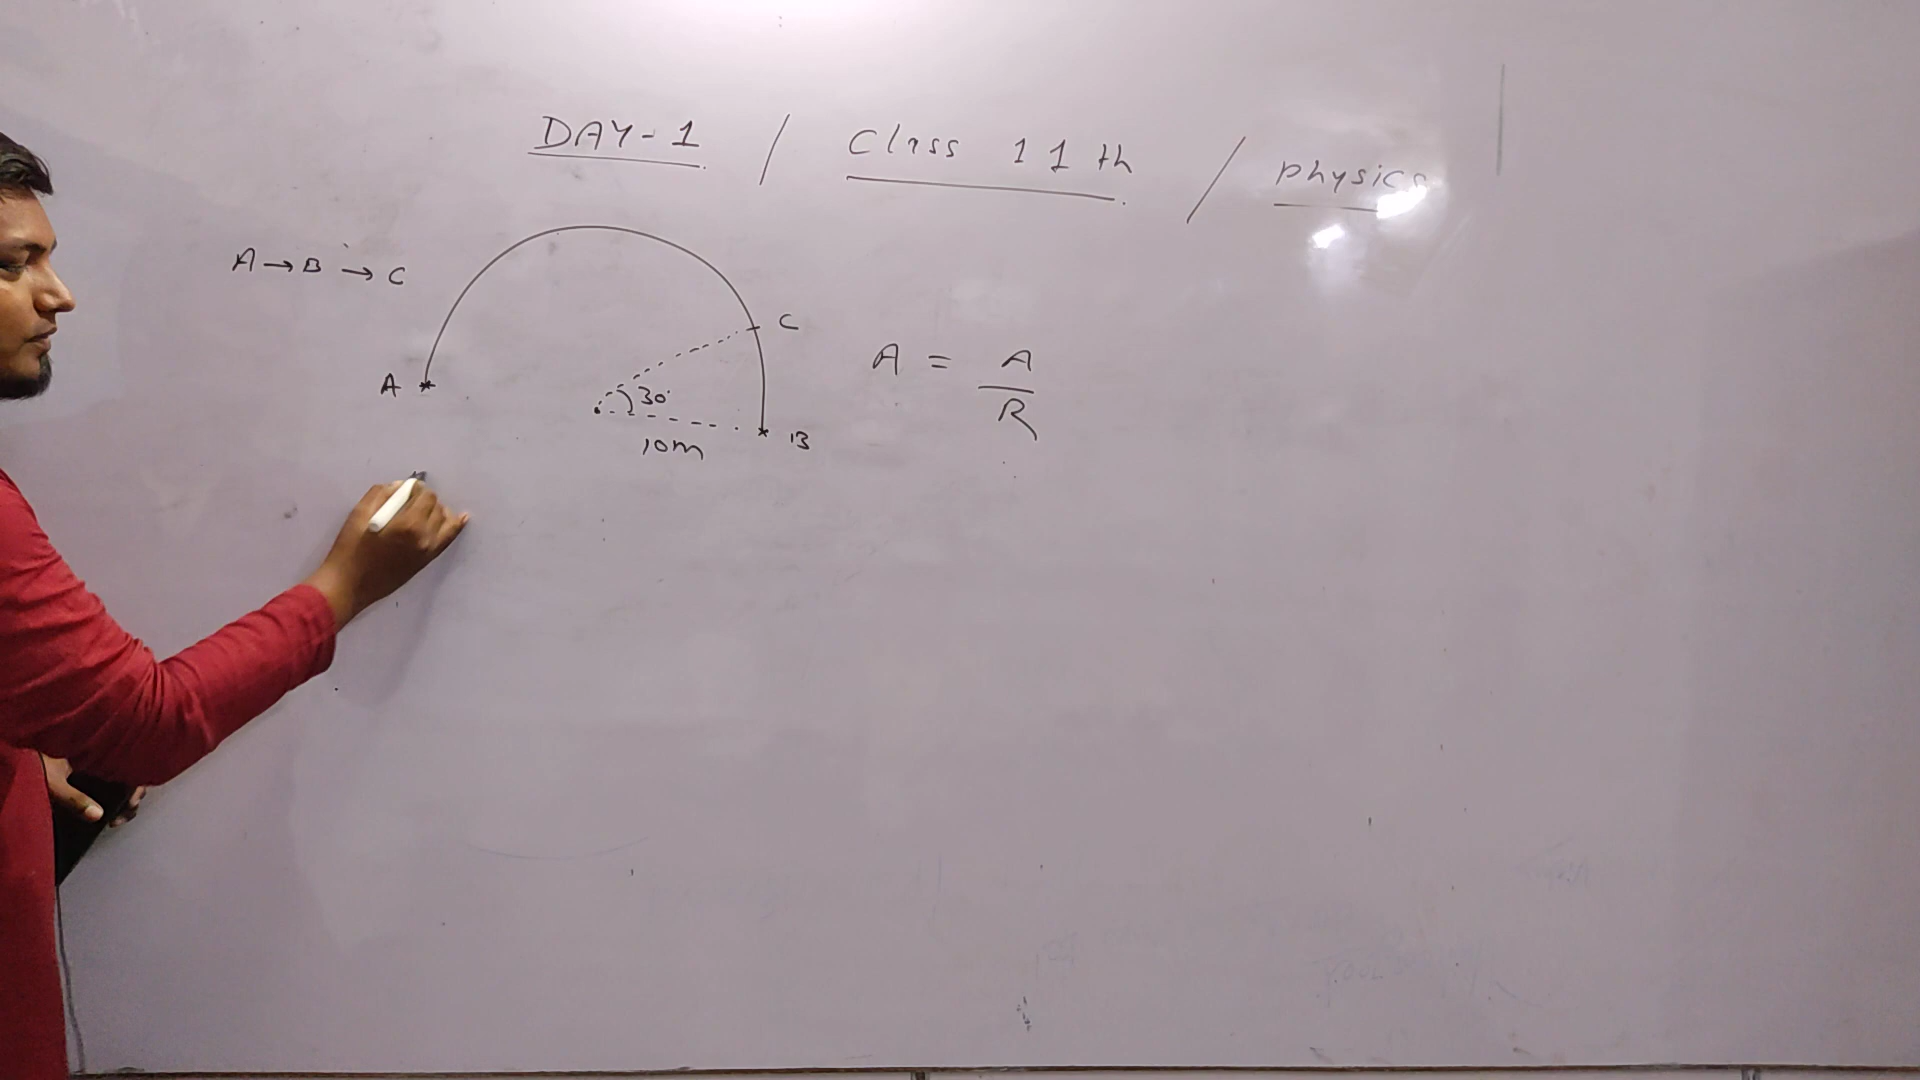 DAY-1 / Class 11th / Physics
A → B → C
C
A
30°
B
10m
A = A
R